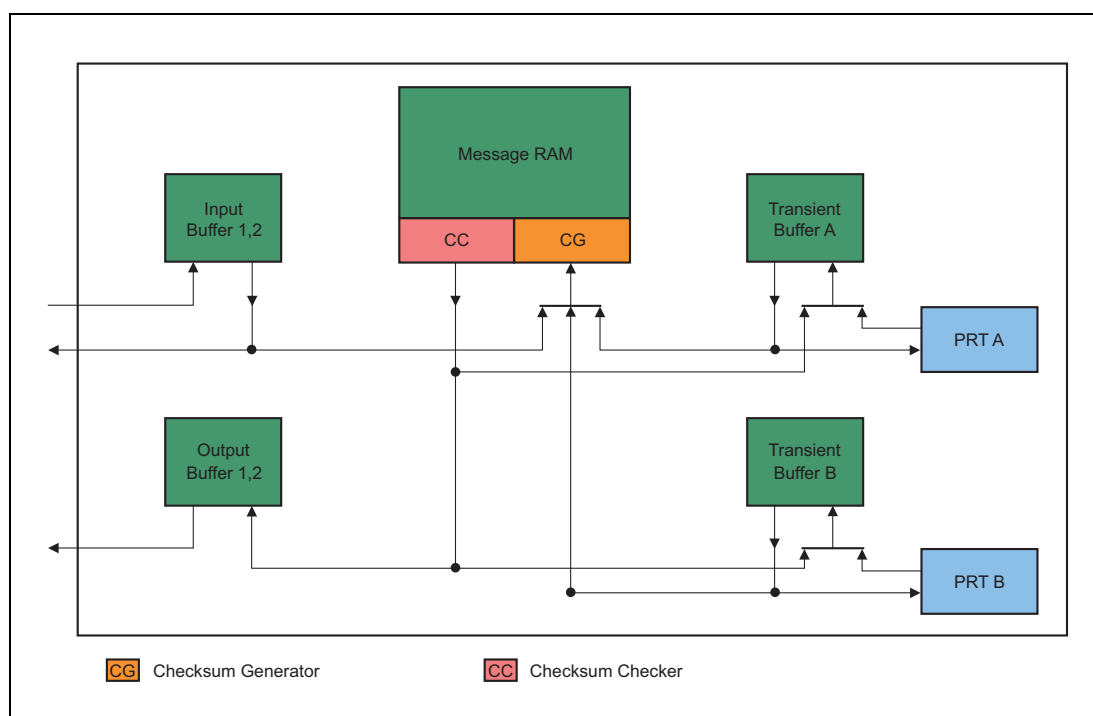 Message RAM
CC
CG
Input
Buffer 1,2
Transient
Buffer A
PRT A
Output
Buffer 1,2
Transient
Buffer B
PRT B
CG Checksum Generator
CC Checksum Checker